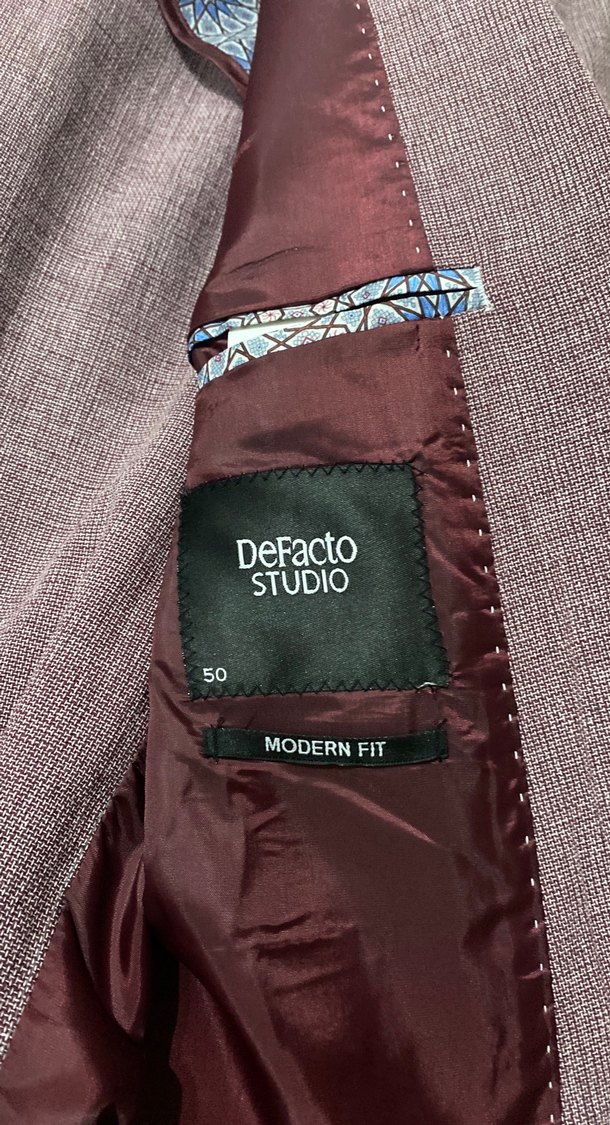 DeFacto
STUDIO
50
MODERN FIT